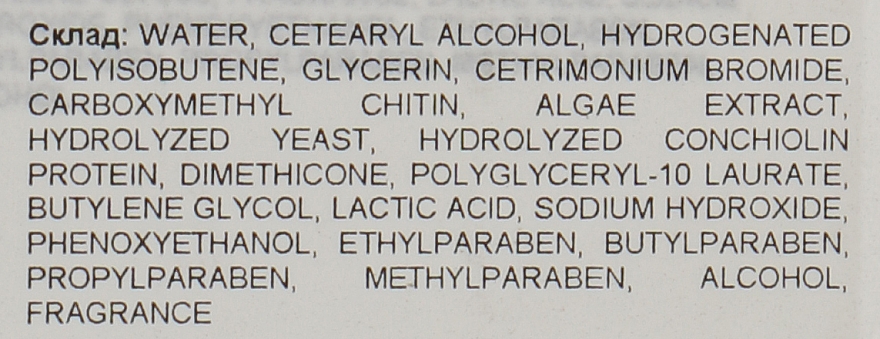 Склад: WATER, CETEARYL ALCOHOL, HYDROGENATED
POLYISOBUTENE, GLYCERIN, CETRIMONIUM BROMIDE,
CARBOXYMETHYL CHITIN, ALGAE EXTRACT,
HYDROLYZED YEAST, HYDROLYZED CONCHIOLIN
PROTEIN, DIMETHICONE, POLYGLYCERYL-10 LAURATE,
BUTYLENE GLYCOL, LACTIC ACID, SODIUM HYDROXIDE,
PHENOXYETHANOL, ETHYLPARABEN, BUTYLPARABEN,
PROPYLPARABEN, METHYLPARABEN, ALCOHOL,
FRAGRANCE